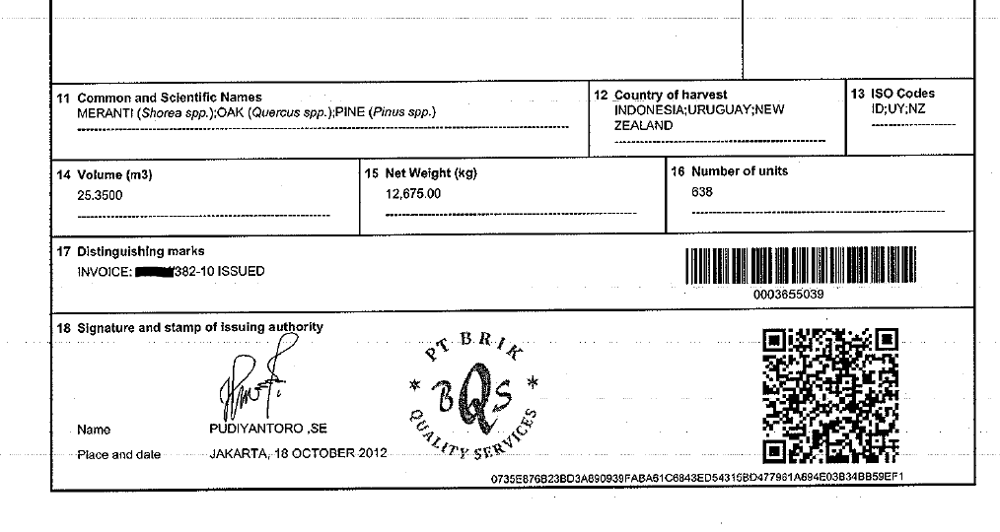 11 Common and Scientific Names
MERANTI (Shorea spp.);OAK (Quercus spp.);PINE (Pinus spp.)
12 Country of harvest
INDONESIA;URUGUAY;NEW
ZEALAND
13 ISO Codes
ID;UY;NZ
14 Volume (m3)
25.3500
15 Net Weight (kg)
12,675.00
16 Number of units
638
17 Distinguishing marks
INVOICE: 382-10 ISSUED
0003655039
18 Signature and stamp of issuing authority
PT BRIK
BQS
QUALITY SERVICES
Name PUDIYANTORO ,SE
Place and date JAKARTA, 18 OCTOBER 2012